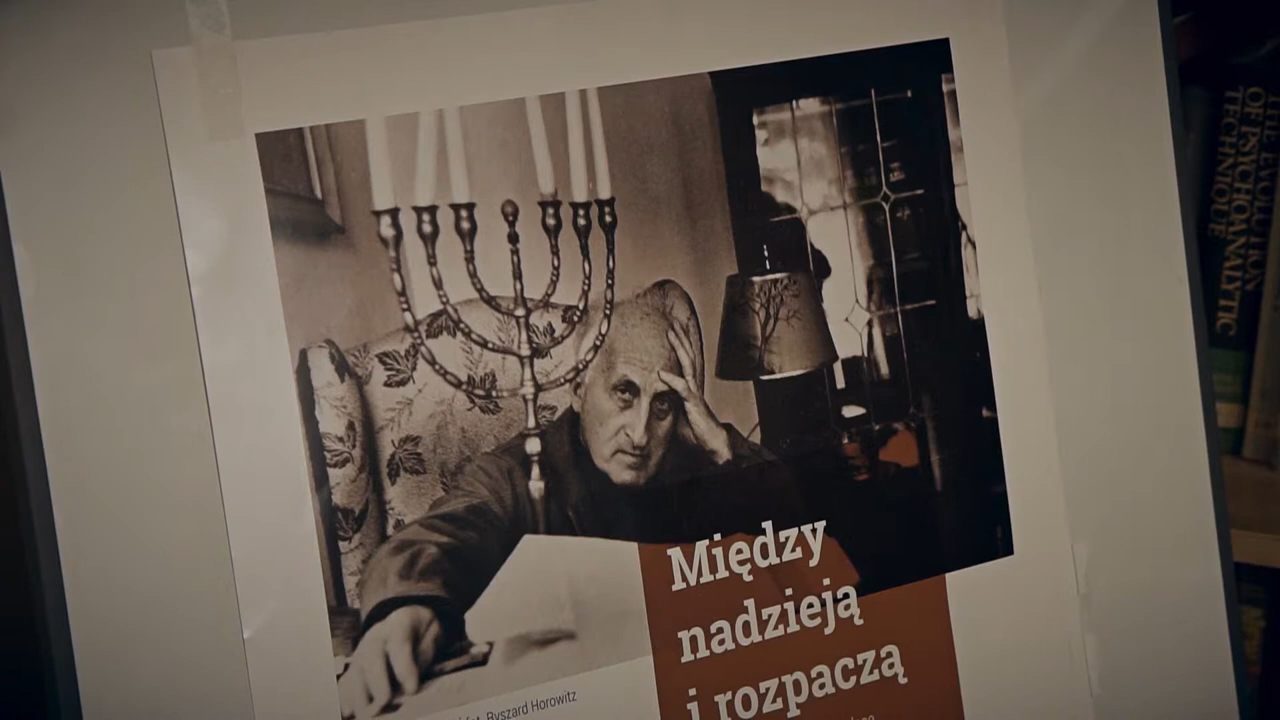 THE EVOLUTION
OF PSYCHOANALYTIC
TECHNIQUE
Między
nadzieją
i rozpaczą
fot. Ryszard Horowitz